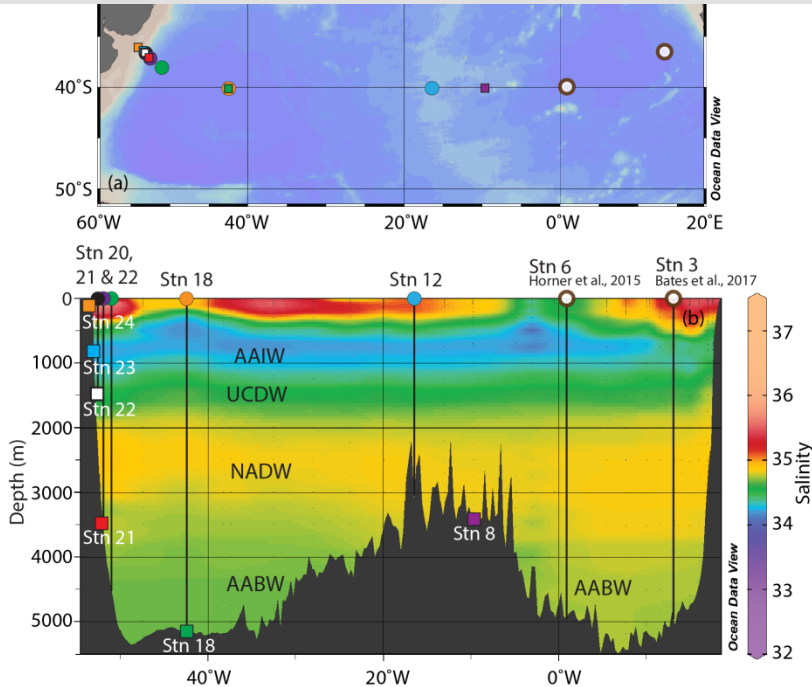 40°S
50°S
(a)
Ocean Data View
60°W
40°W
20°W
0°W
20°E
Stn 20,
21 & 22
Stn 18
Stn 12
Stn 6
Horner et al., 2015
Stn 3
Bates et al., 2017
0
1000
2000
3000
4000
5000
Depth (m)
(b)
Stn 24
Stn 23
Stn 22
Stn 21
Stn 18
Stn 8
AAIW
UCDW
NADW
AABW
AABW
40°W
20°W
0°W
Ocean Data View
37
36
35
34
33
32
Salinity